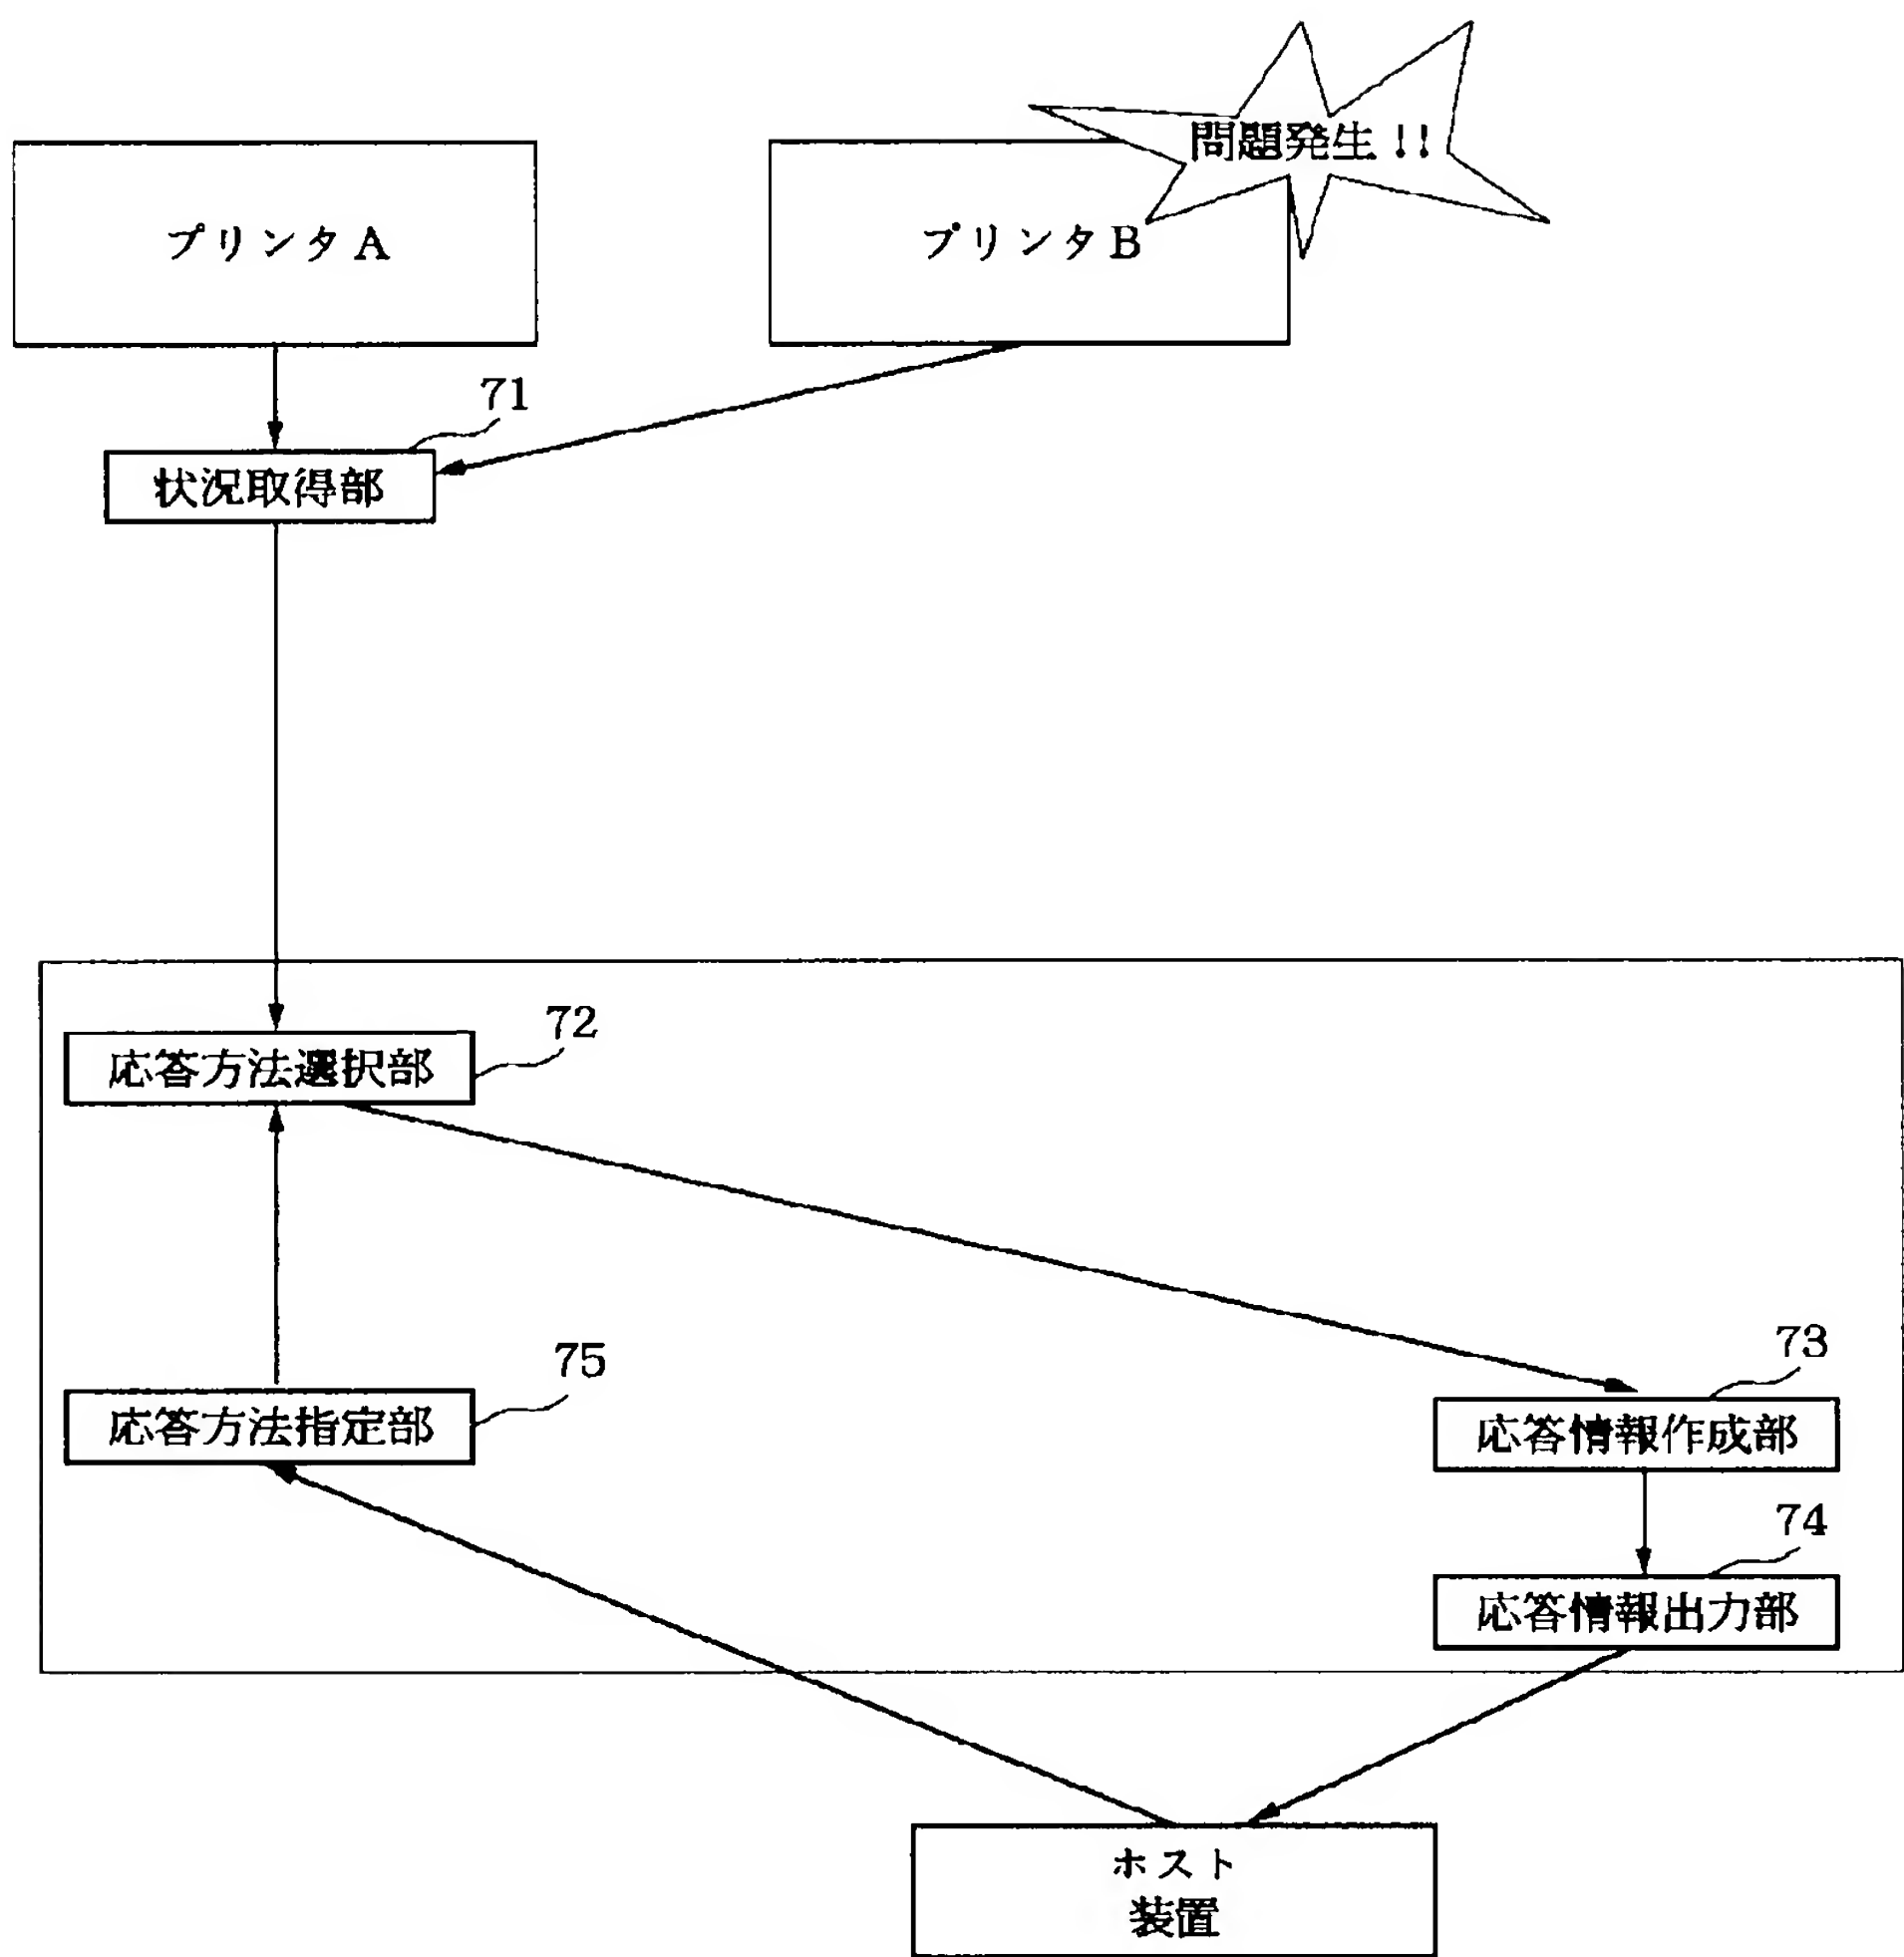 問題発生!!
プリンタA
プリンタB
71
状況取得部
72
応答方法選択部
73
75
応答方法指定部
応答情報作成部
74
応答情報出力部
ホスト
装置